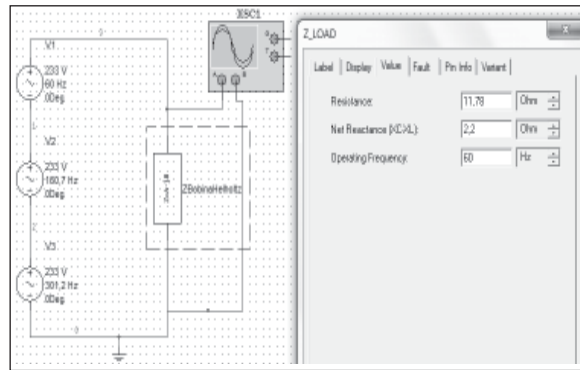 XSC1
G
T
A
B
V1
233 V
60 Hz
0Deg
V2
233 V
160,7 Hz
0Deg
V3
233 V
301,2 Hz
0Deg
0
ZBobinaHelholtz
Z_LOAD
x
Label Display Value Fault Pin Info Variant
Resistance: 11,78 Ohm
Net Reactance (XC-XL): 2,2 Ohm
Operating Frequency: 60 Hz